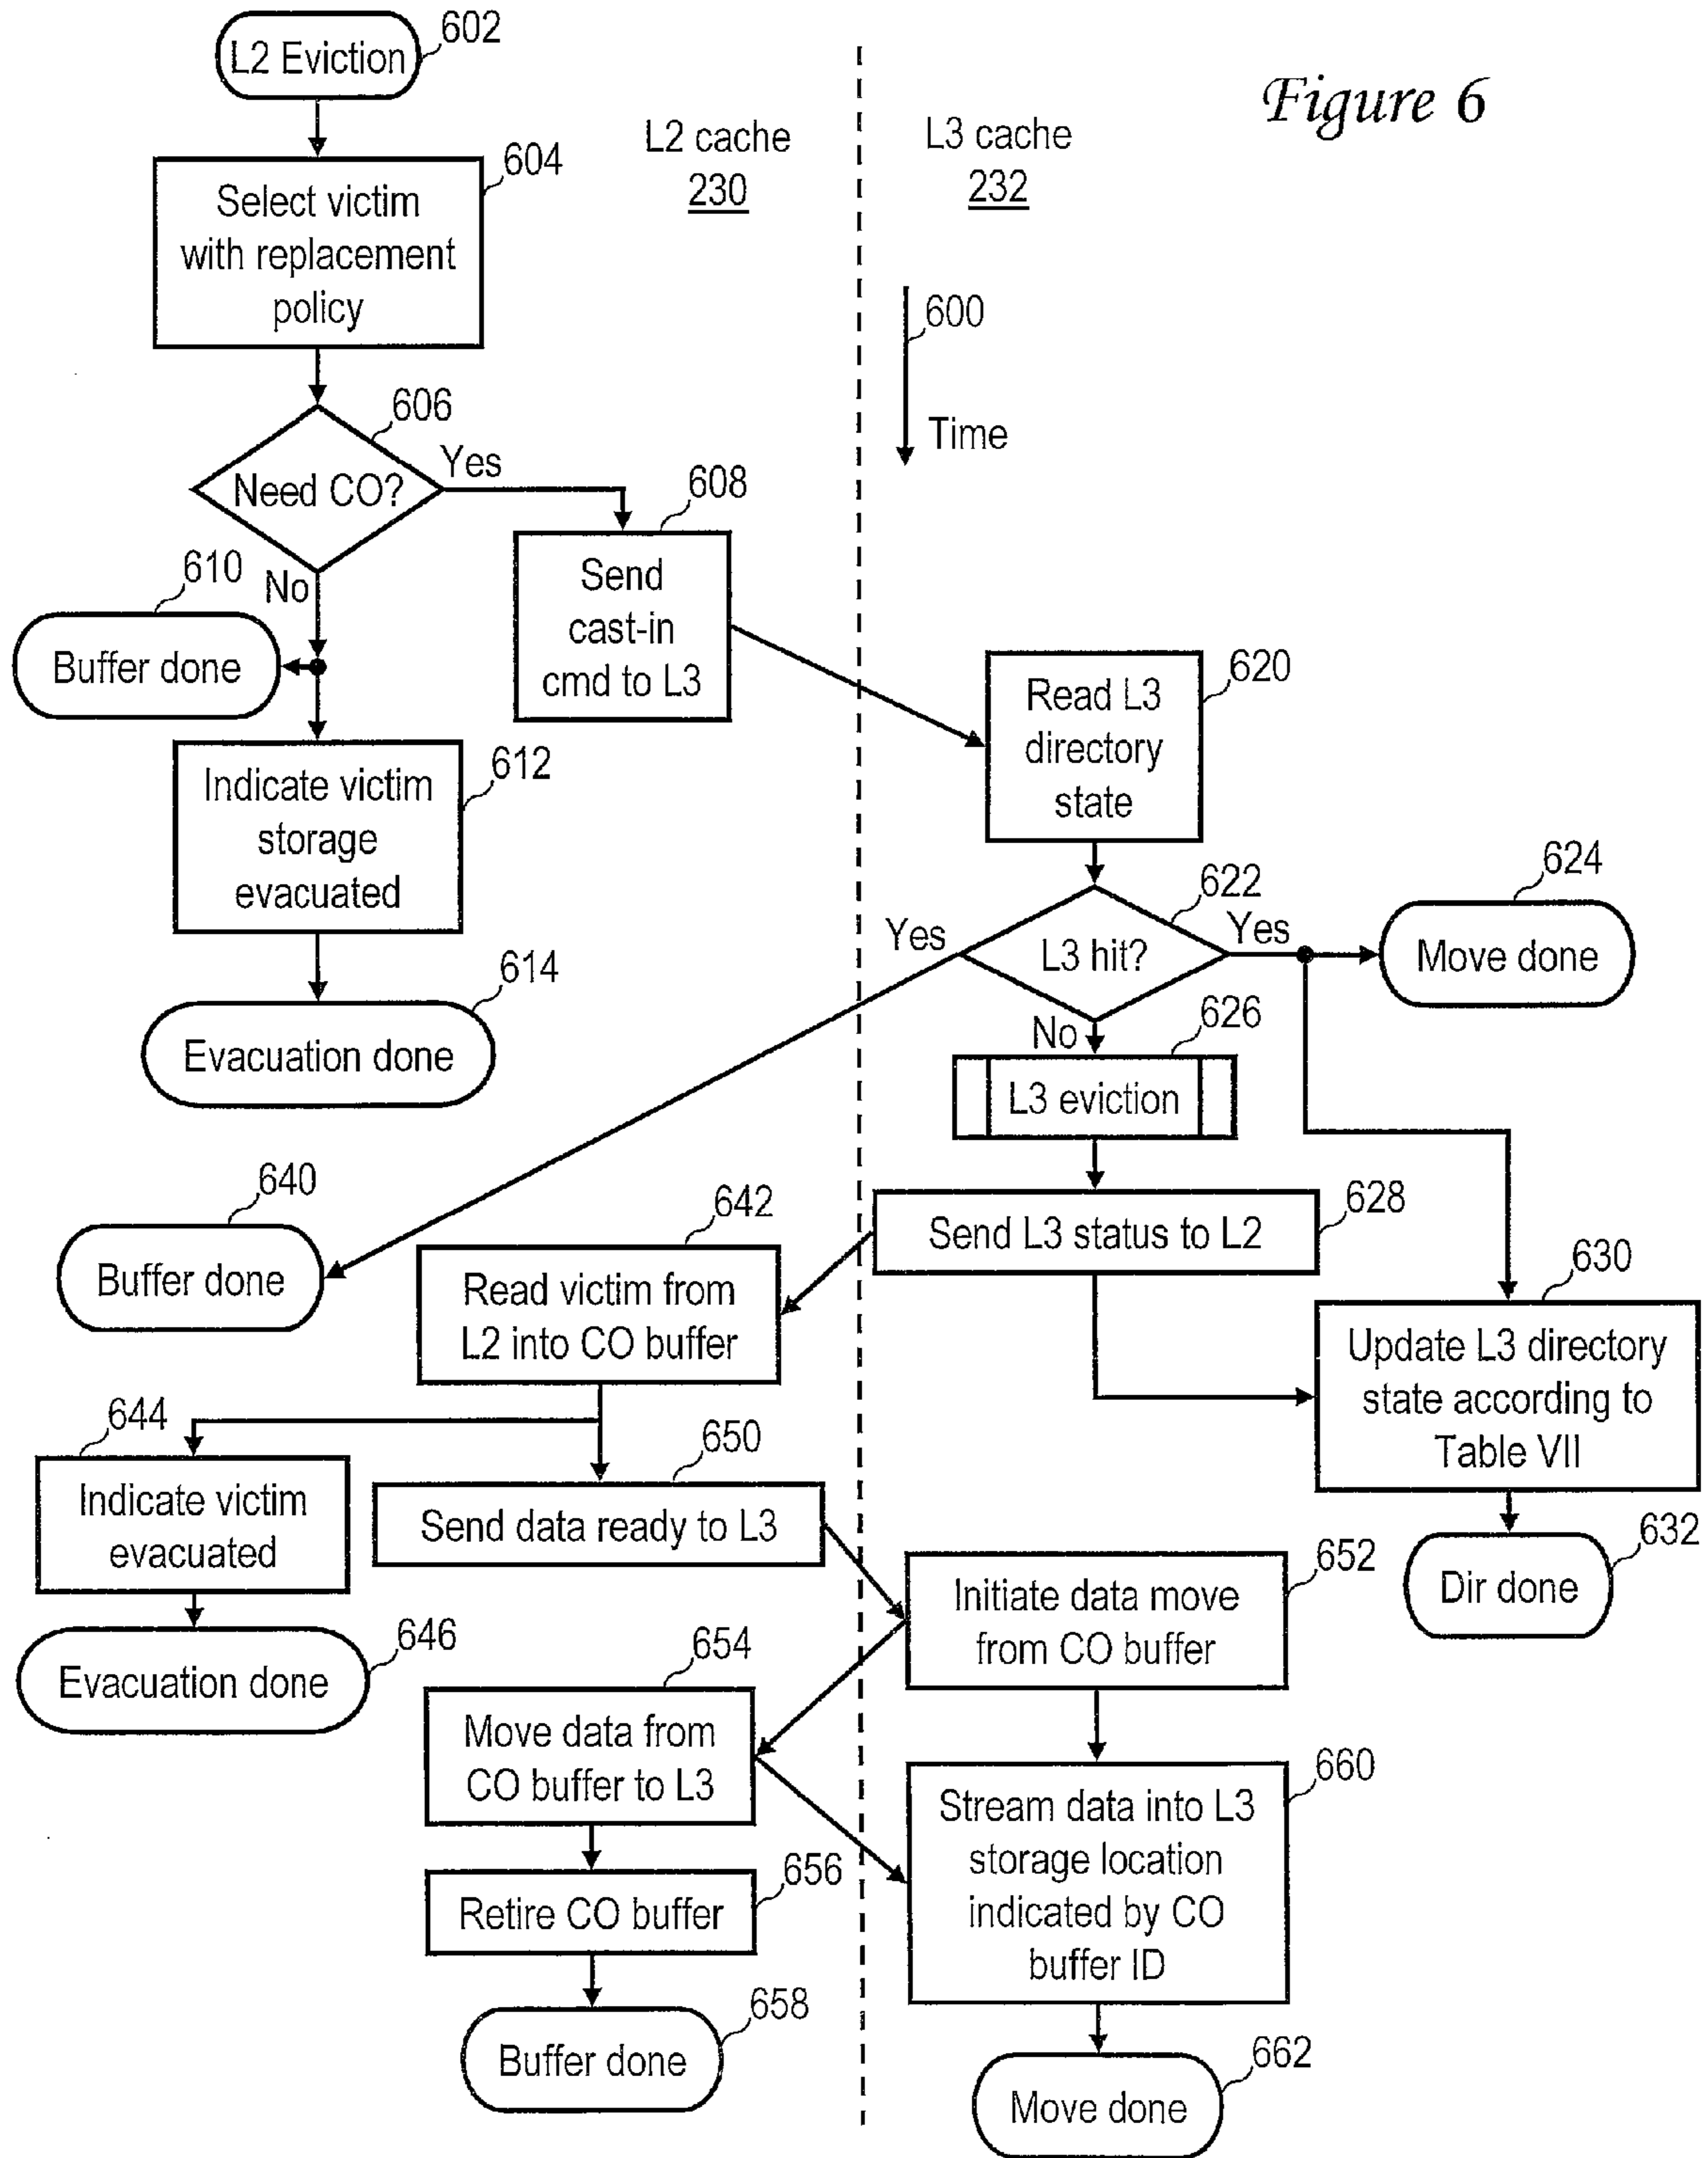 Figure 6
602
L2 Eviction
L2 cache
230
L3 cache
232
604
Select victim
with replacement
policy
600
Time
606
Need CO?
Yes
No
608
Send
cast-in
cmd to L3
610
Buffer done
612
Indicate victim
storage
evacuated
614
Evacuation done
620
Read L3
directory
state
622
L3 hit?
Yes
Yes
No
624
Move done
626
L3 eviction
628
Send L3 status to L2
630
Update L3 directory
state according to
Table VII
632
Dir done
640
Buffer done
642
Read victim from
L2 into CO buffer
644
Indicate victim
evacuated
646
Evacuation done
650
Send data ready to L3
652
Initiate data move
from CO buffer
654
Move data from
CO buffer to L3
656
Retire CO buffer
658
Buffer done
660
Stream data into L3
storage location
indicated by CO
buffer ID
662
Move done